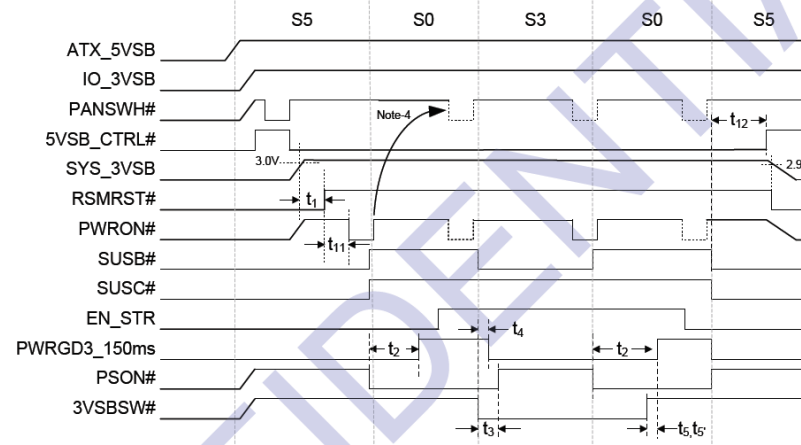 S5 S0 S3 S0 S5
ATX_5VSB
IO_3VSB
PANSWH#
Note-4
t12
5VSB_CTRL#
3.0V
SYS_3VSB
2.9
RSMRST#
t1
PWRON#
t11
SUSB#
SUSC#
EN_STR
t4
PWRGD3_150ms
t2 t2
PSON#
3VSBSW#
t3 t5,t5'
IDENTIAL